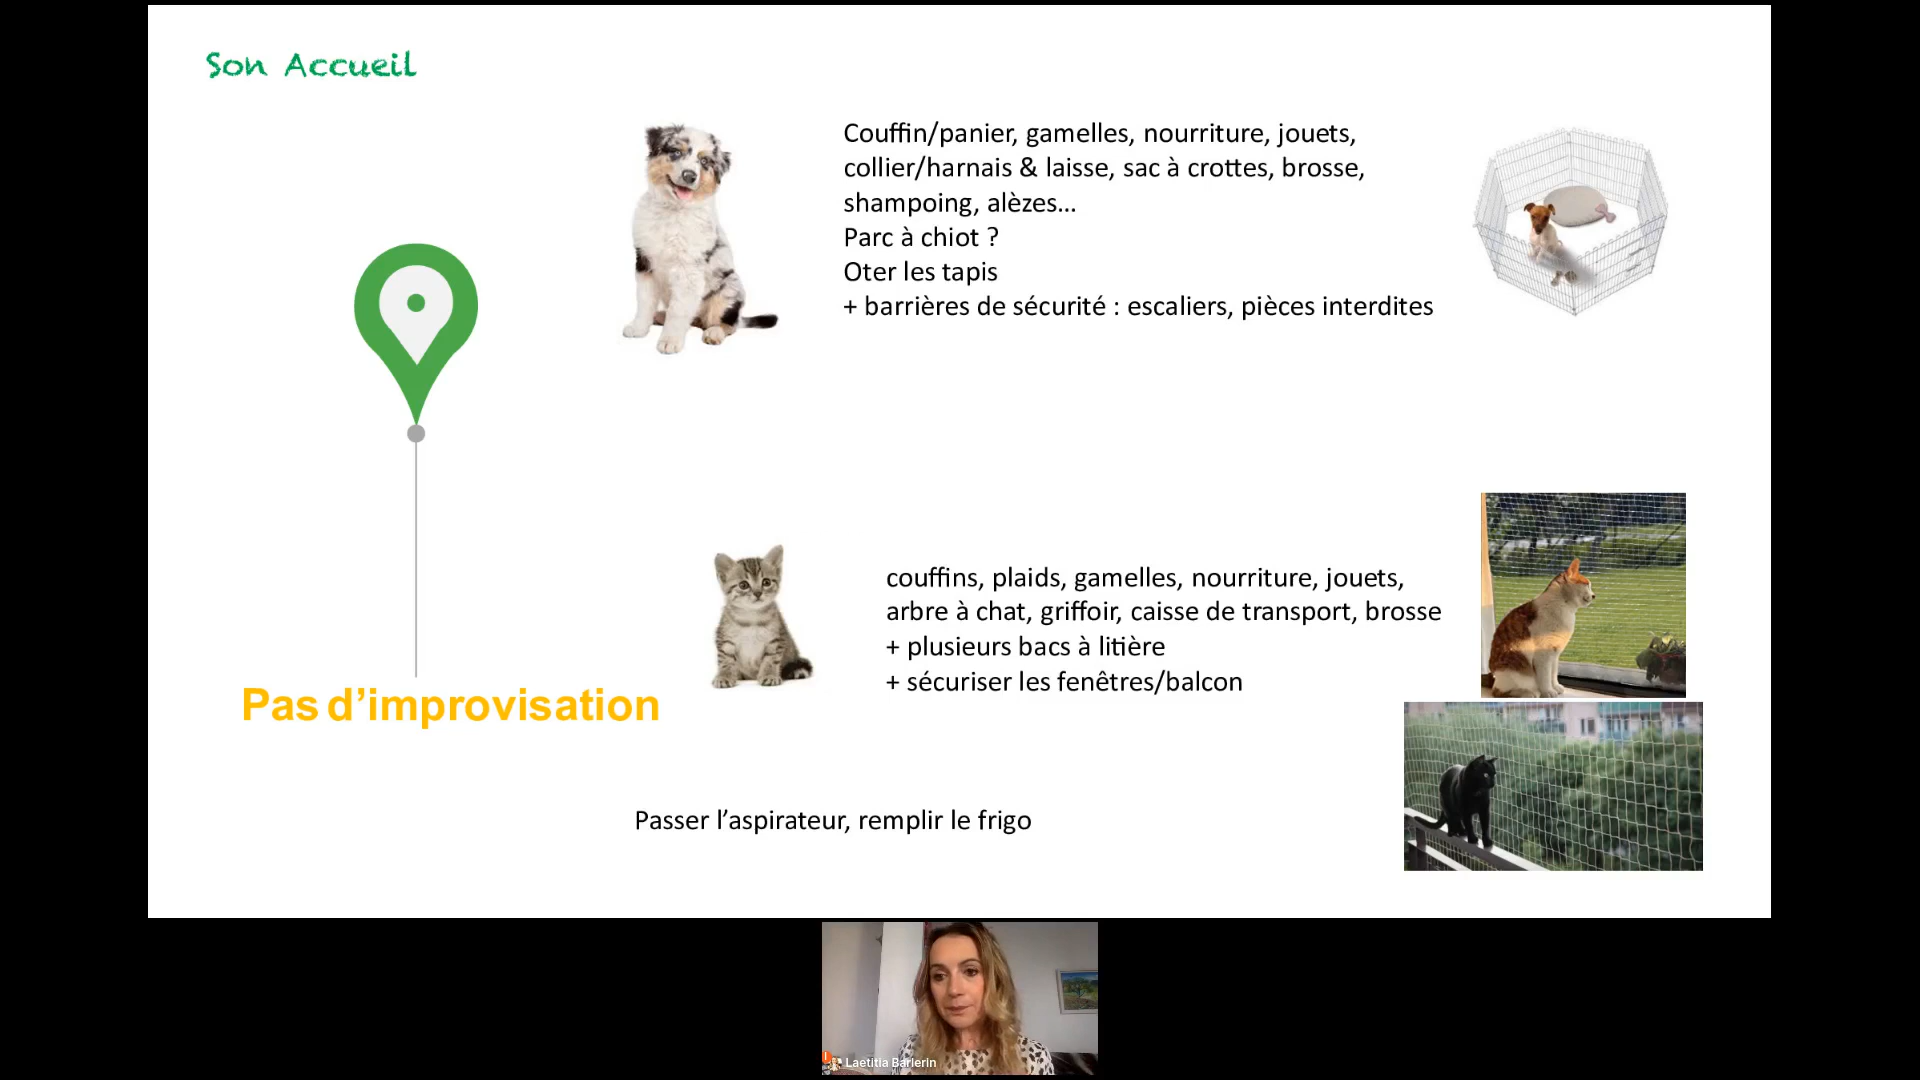 Son Accueil
Couffin/panier, gamelles, nourriture, jouets,
collier/harnais & laisse, sac à crottes, brosse,
shampoing, alèzes...
Parc à chiot ?
Oter les tapis
+ barrières de sécurité : escaliers, pièces interdites
couffins, plaids, gamelles, nourriture, jouets,
arbre à chat, griffoir, caisse de transport, brosse
+ plusieurs bacs à litière
+ sécuriser les fenêtres/balcon
Pas d’improvisation
Passer l’aspirateur, remplir le frigo
Laetitia Barlerin